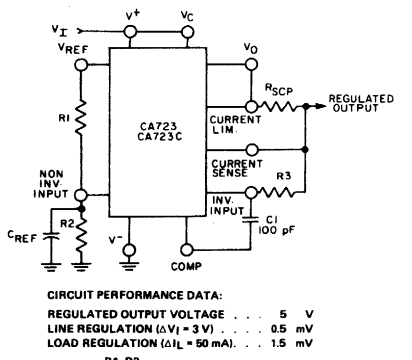 V+
VC
VI
VREF
VO
RSCP
REGULATED
OUTPUT
R1
CA723
CA723C
CURRENT
LIM.
CURRENT
SENSE
R3
NON
INV.
INPUT
INV.
INPUT
C1
100 pF
R2
CREF
V-
COMP
CIRCUIT PERFORMANCE DATA:
REGULATED OUTPUT VOLTAGE . . . 5 V
LINE REGULATION (ΔVI = 3 V) . . . . 0.5 mV
LOAD REGULATION (ΔIL = 50 mA). . . 1.5 mV